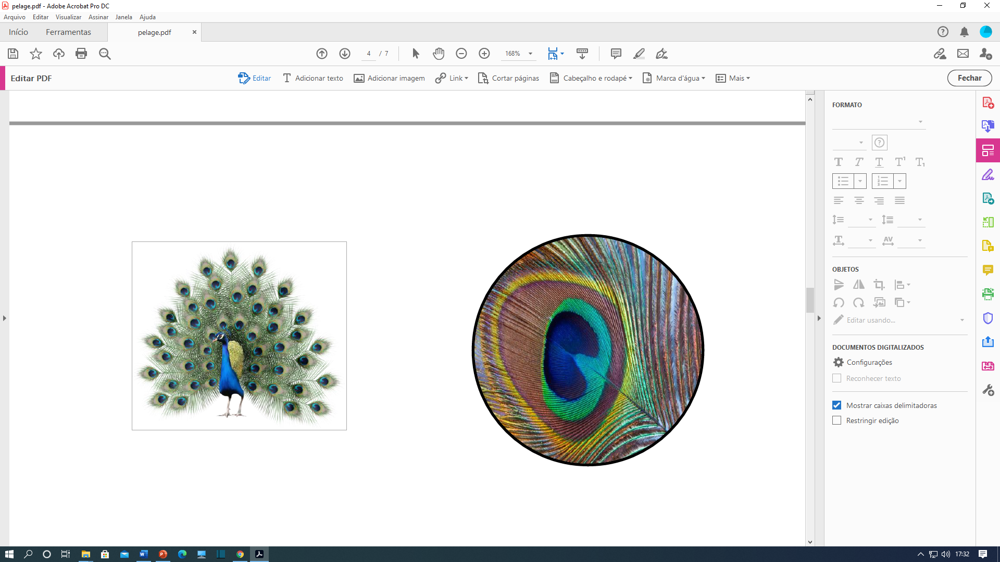 pelage.pdf - Adobe Acrobat Pro DC
Arquivo Editar Visualizar Assinar Janela Ajuda
Início Ferramentas pelage.pdf
4 / 7 168%
Editar PDF Editar Adicionar texto Adicionar imagem Link Cortar páginas Cabeçalho e rodapé Marca d'água Mais Fechar
FORMATO
OBJETOS
Editar usando...
DOCUMENTOS DIGITALIZADOS
Configurações
Reconhecer texto
Mostrar caixas delimitadoras
Restringir edição
17:32